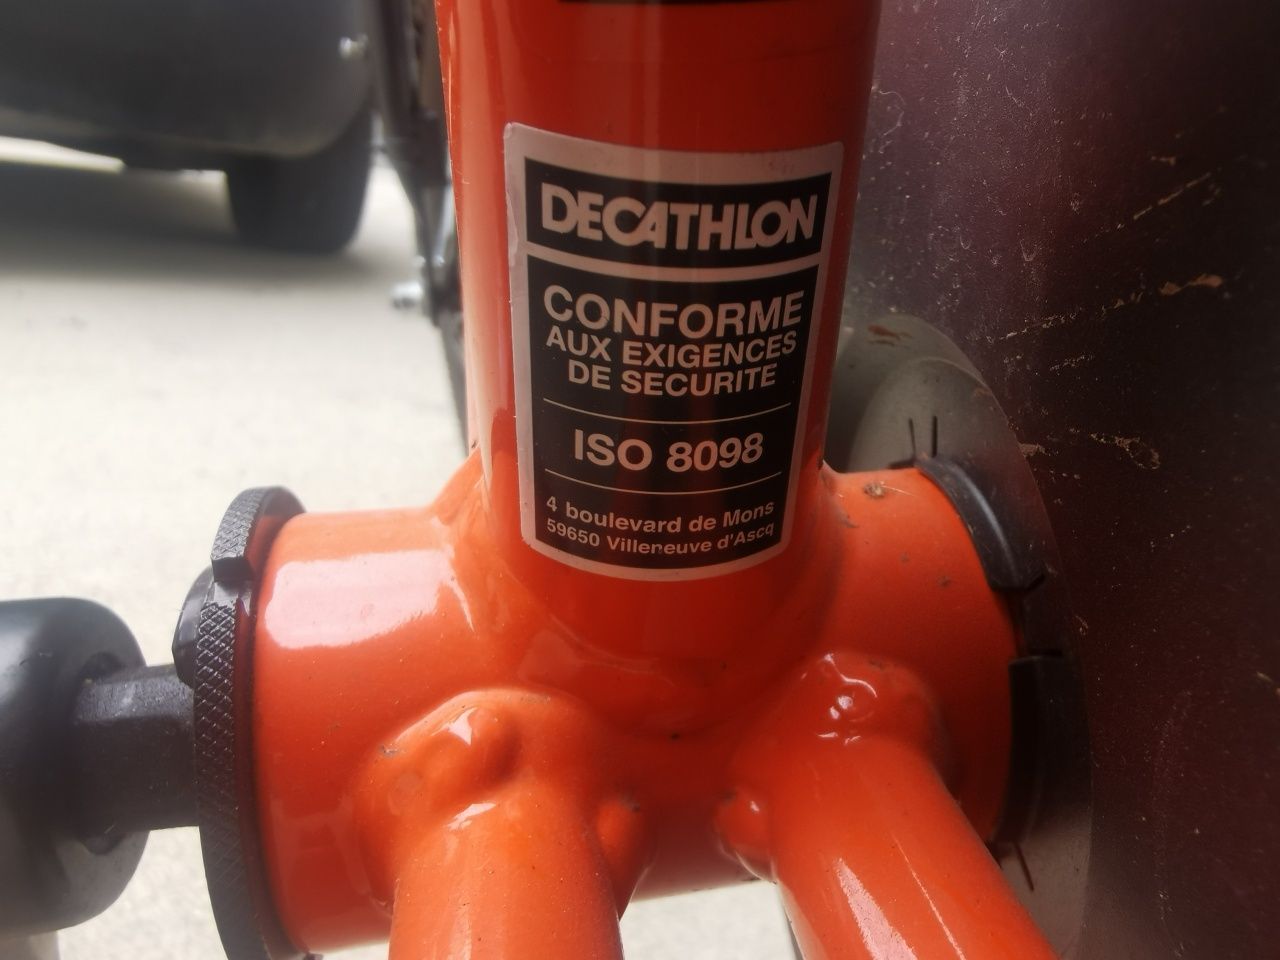 DECATHLON
CONFORME
AUX EXIGENCES
DE SECURITE
ISO 8098
4 boulevard de Mons
59650 Villeneuve d'Ascq